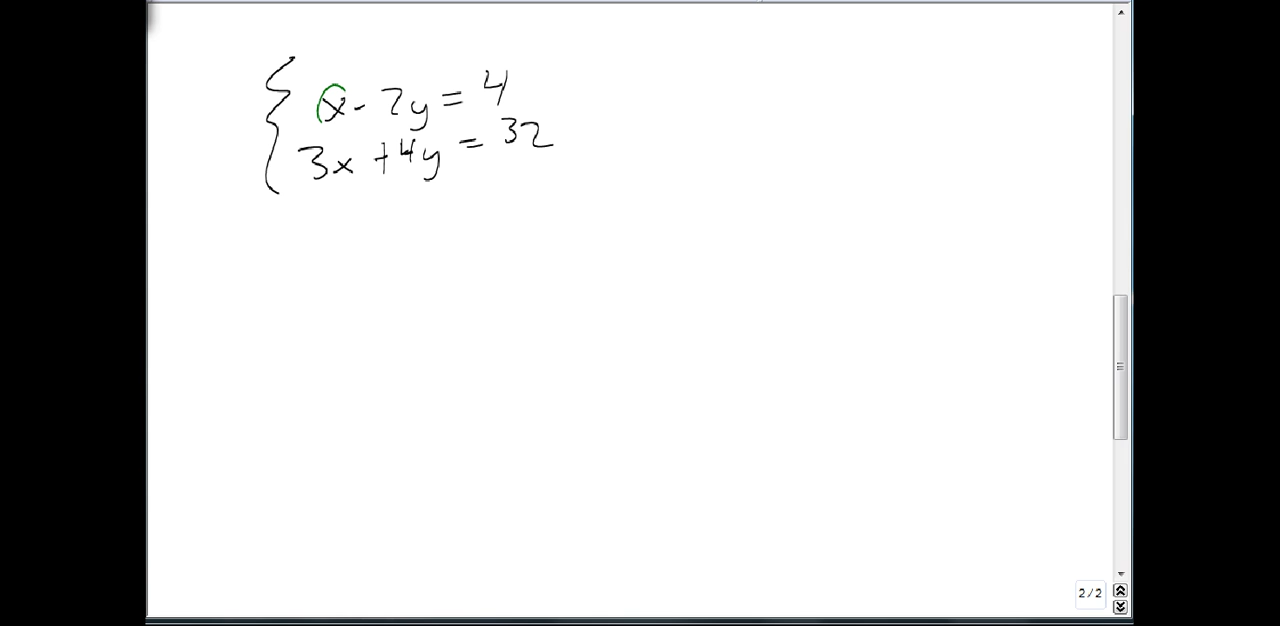 x - 2y = 4
3x + 4y = 32
2/2